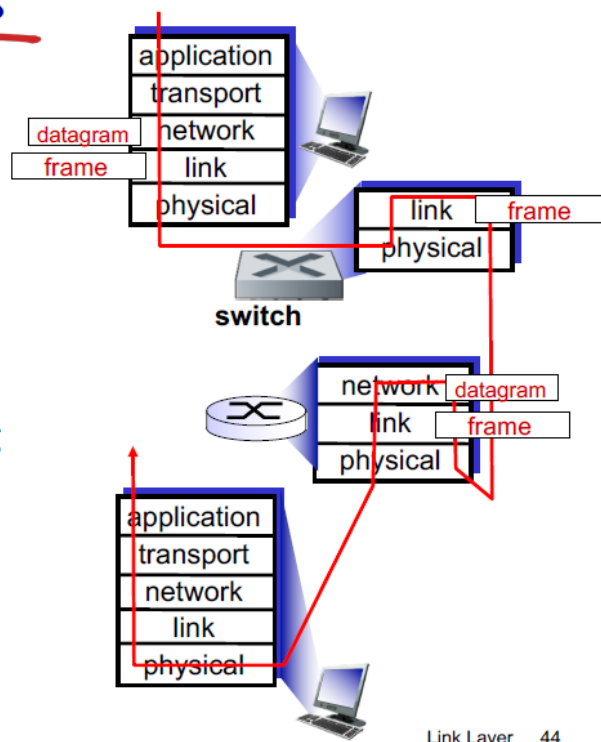 application
transport
datagram
network
frame
link
physical
link
frame
physical
switch
network
datagram
link
frame
physical
application
transport
network
link
physical
Link Layer 44